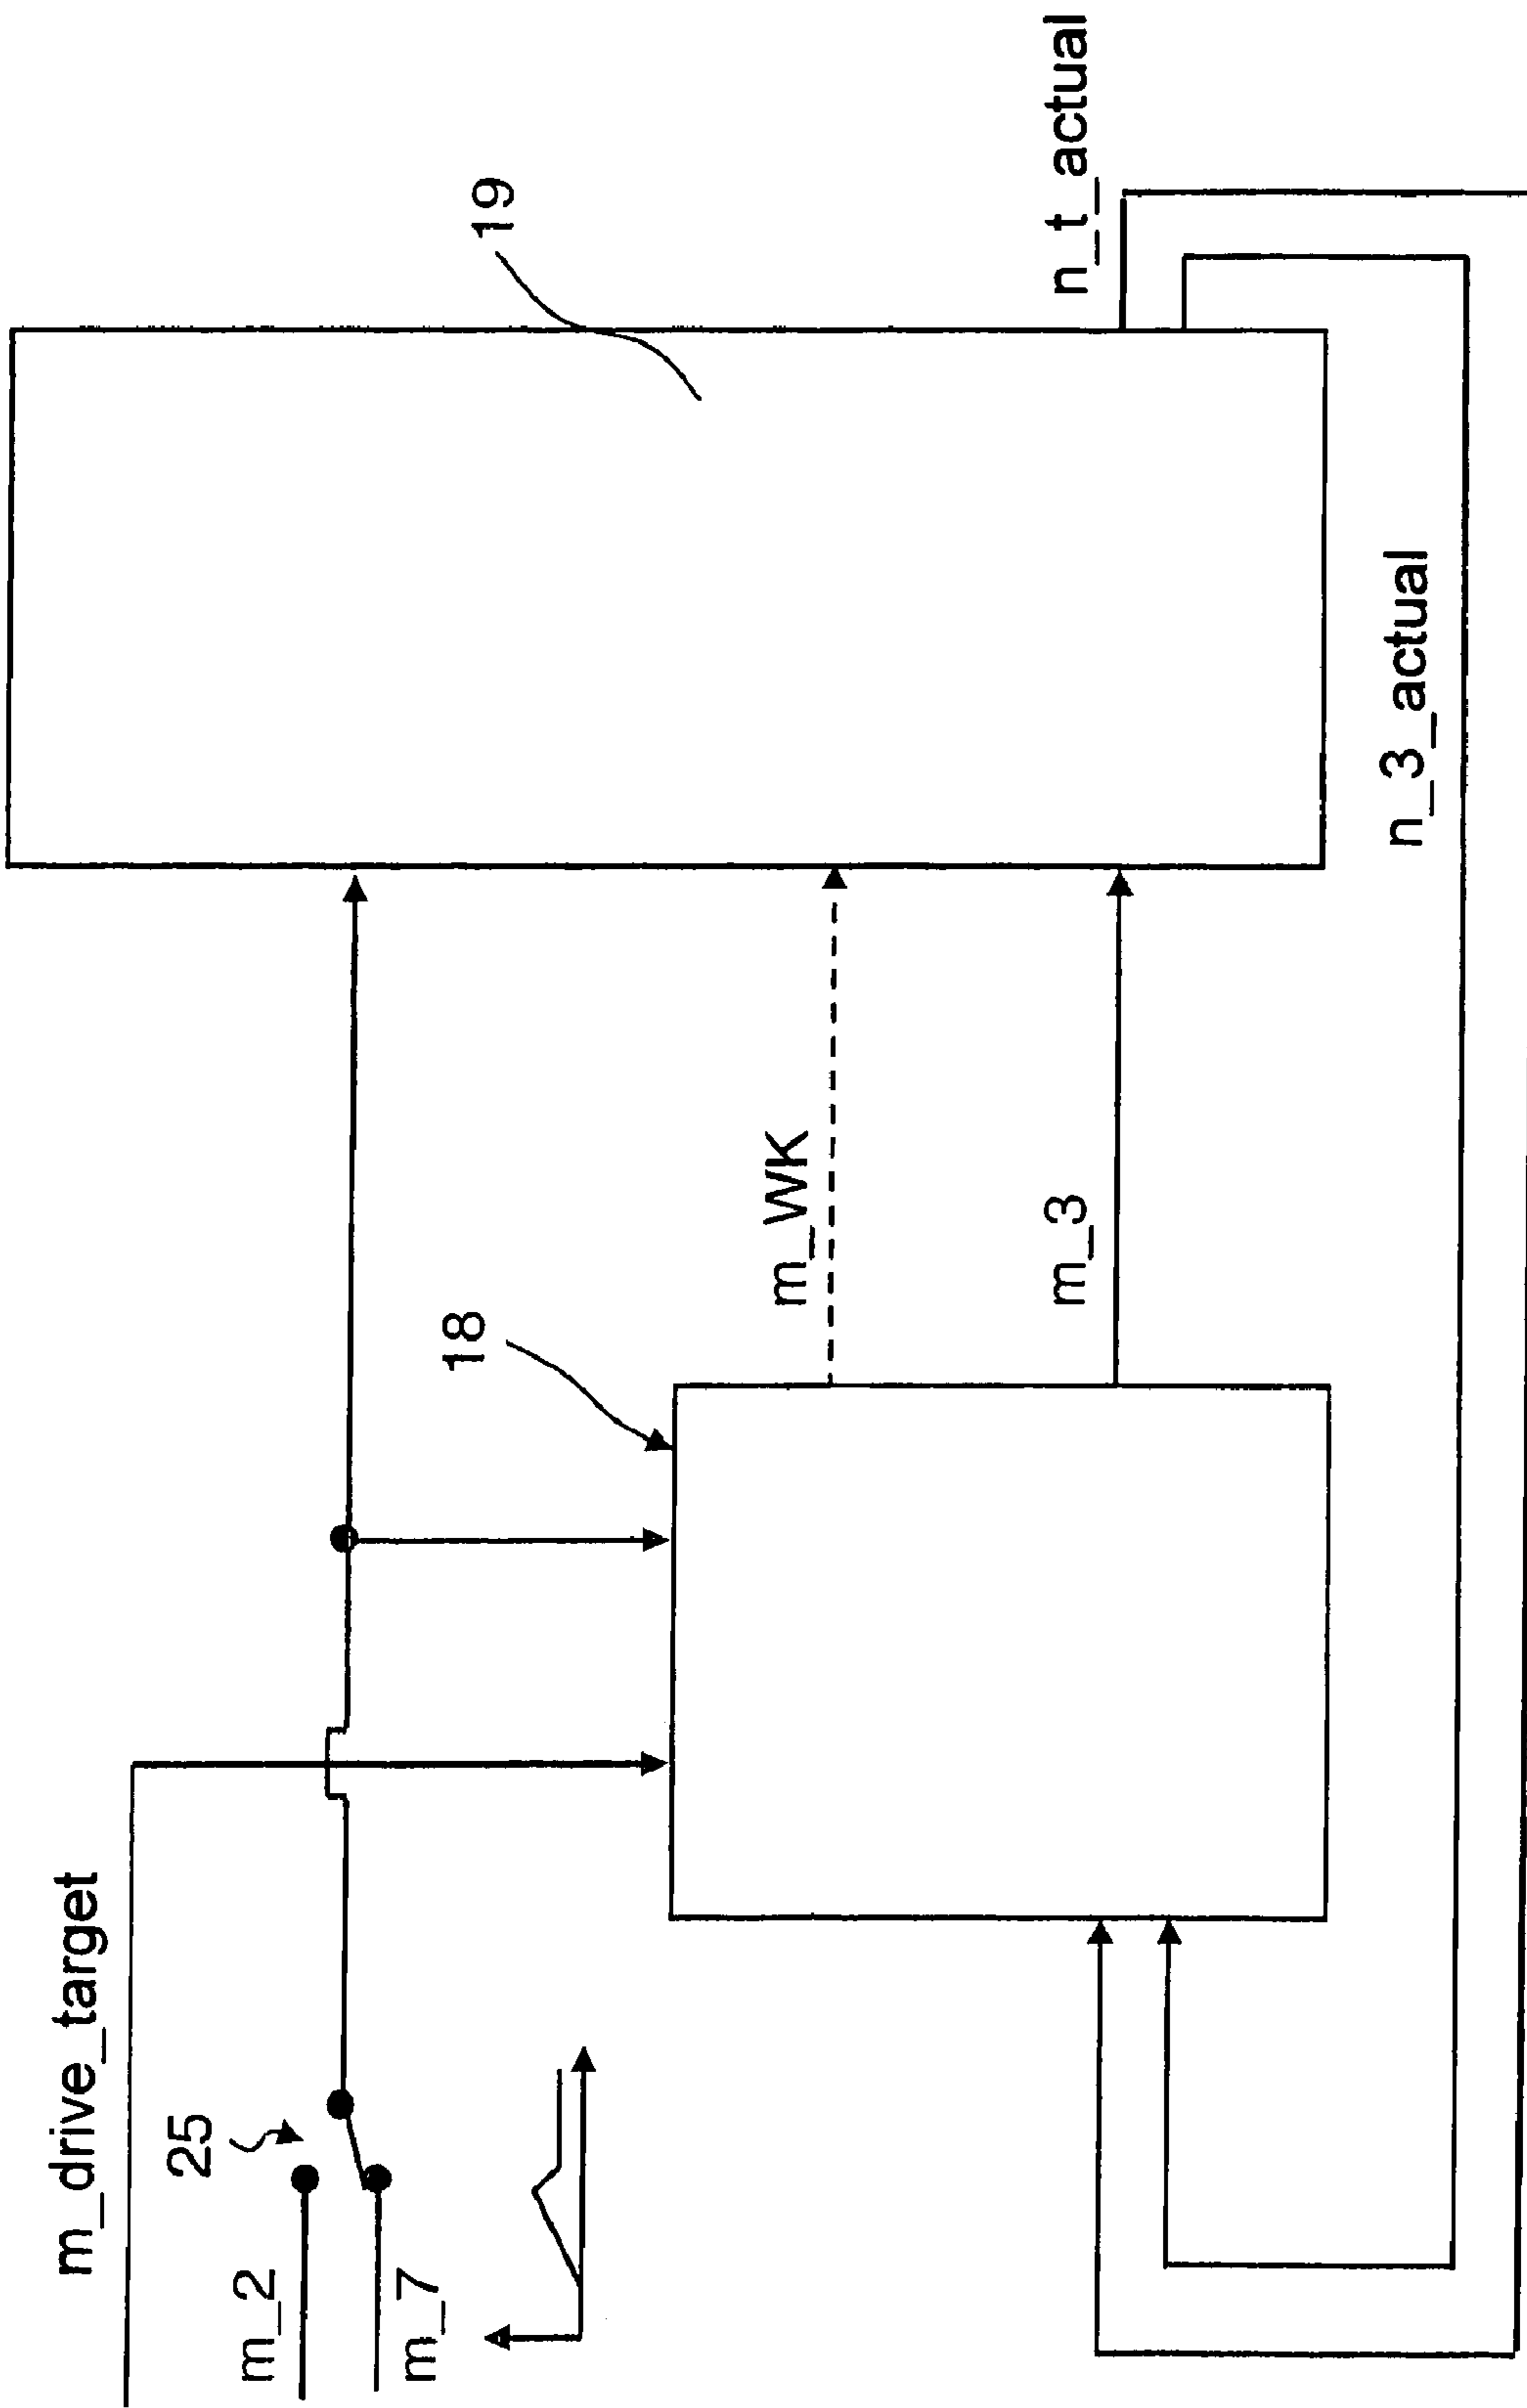 m_drive_target
25
m_2
m_7
18
19
m_WK
m_3
n_t_actual
n_3_actual